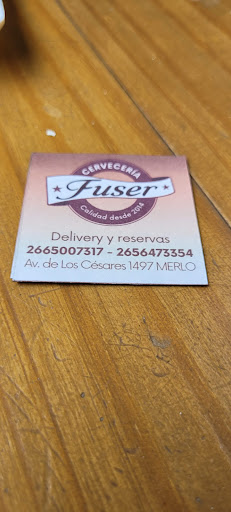 CERVECERÍA
Fuser
Calidad desde 2014
Delivery y reservas
2665007317 - 2656473354
Av. de Los Césares 1497 MERLO